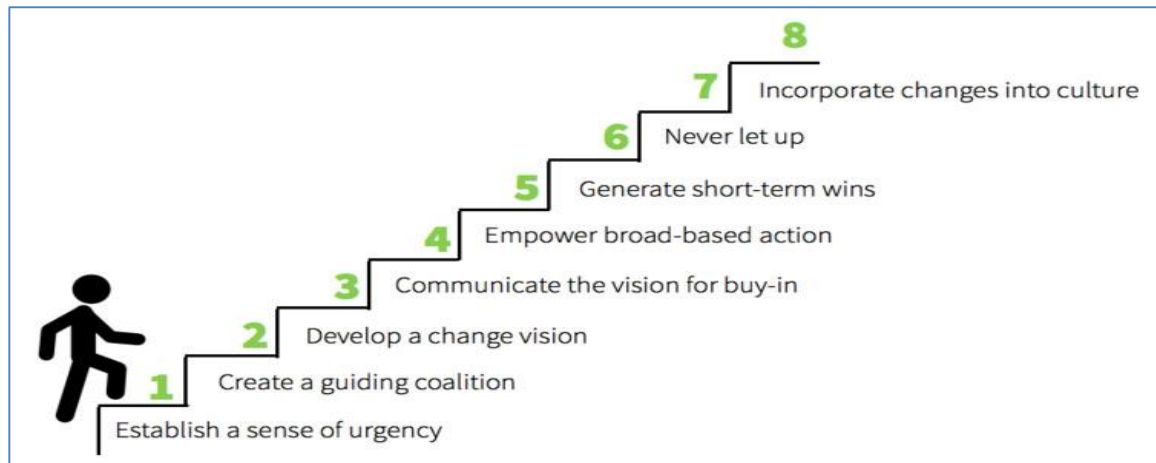 8
7 Incorporate changes into culture
6 Never let up
5 Generate short-term wins
4 Empower broad-based action
3 Communicate the vision for buy-in
2 Develop a change vision
1 Create a guiding coalition
Establish a sense of urgency